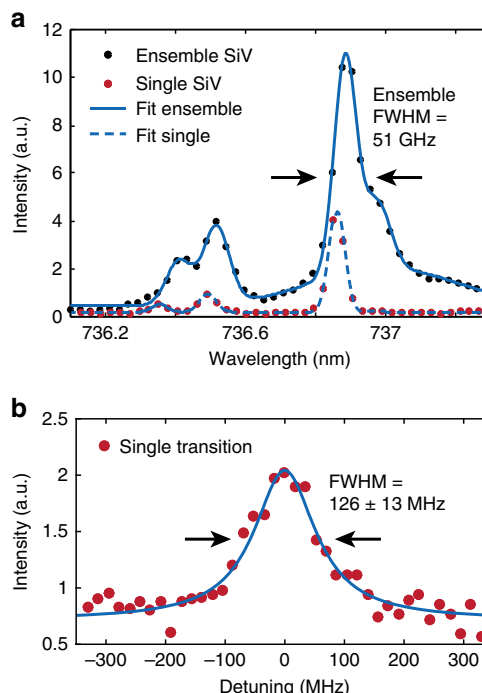 a
12
10
8
6
4
2
0
Intensity (a.u.)
Ensemble SiV
Single SiV
Fit ensemble
Fit single
Ensemble
FWHM =
51 GHz
736.2
736.6
737
Wavelength (nm)
b
2.5
2
1.5
1
0.5
Intensity (a.u.)
Single transition
FWHM =
126 ± 13 MHz
−300
−200
−100
0
100
200
300
Detuning (MHz)